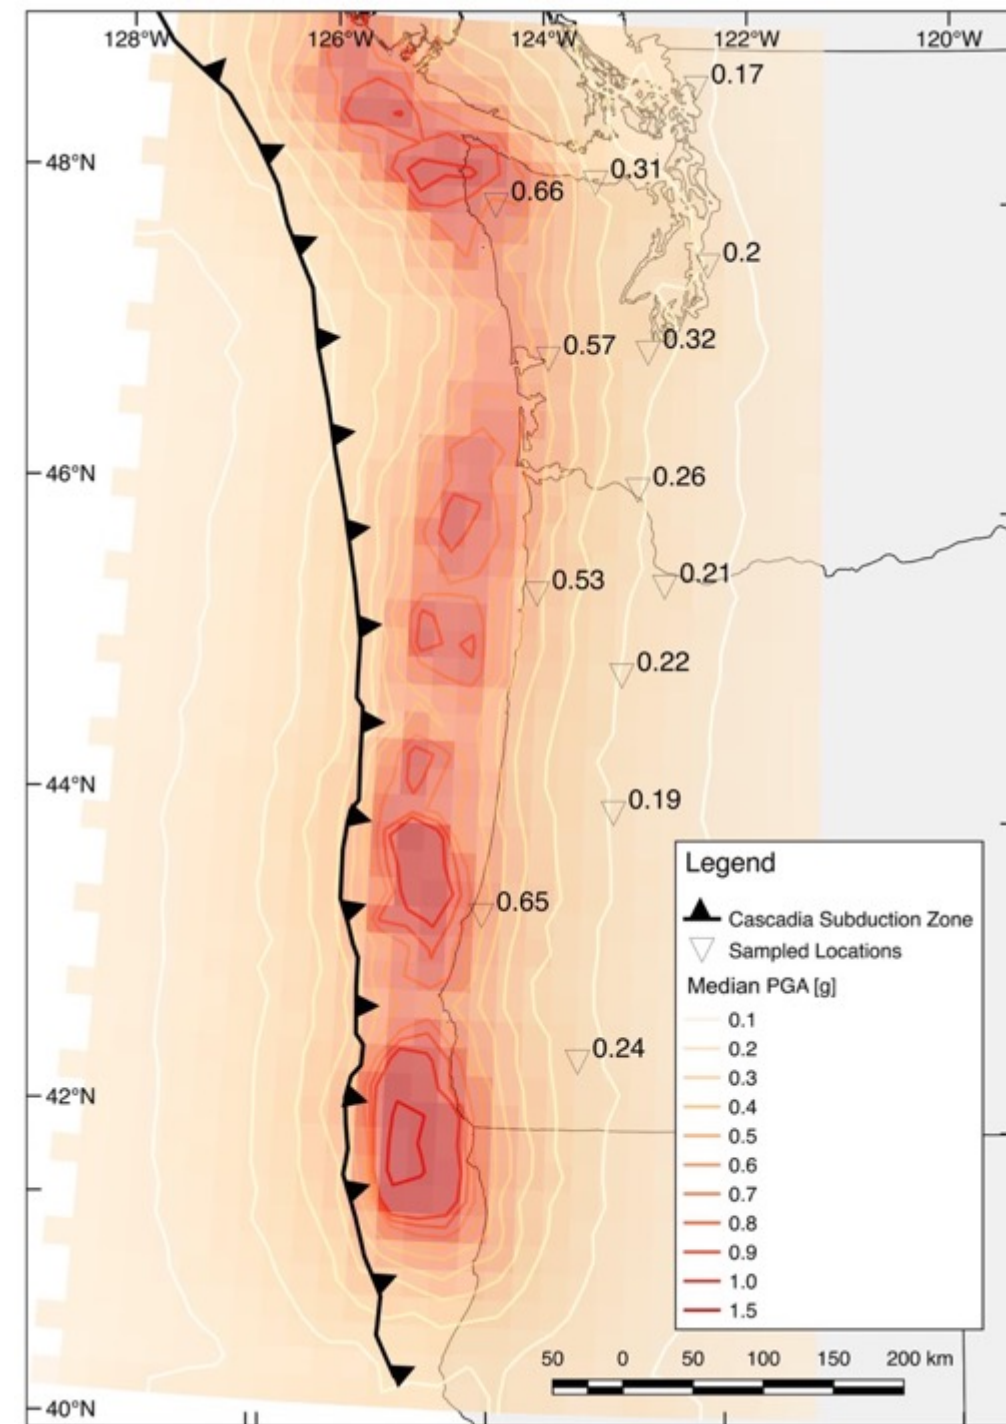 128°W 126°W 124°W 122°W 120°W
0.17
48°N
0.31
0.66
0.2
0.57
0.32
46°N
0.26
0.53
0.21
0.22
44°N
0.19
0.65
0.24
42°N
40°N
Legend
Cascadia Subduction Zone
Sampled Locations
Median PGA [g]
0.1
0.2
0.3
0.4
0.5
0.6
0.7
0.8
0.9
1.0
1.5
50 0 50 100 150 200 km